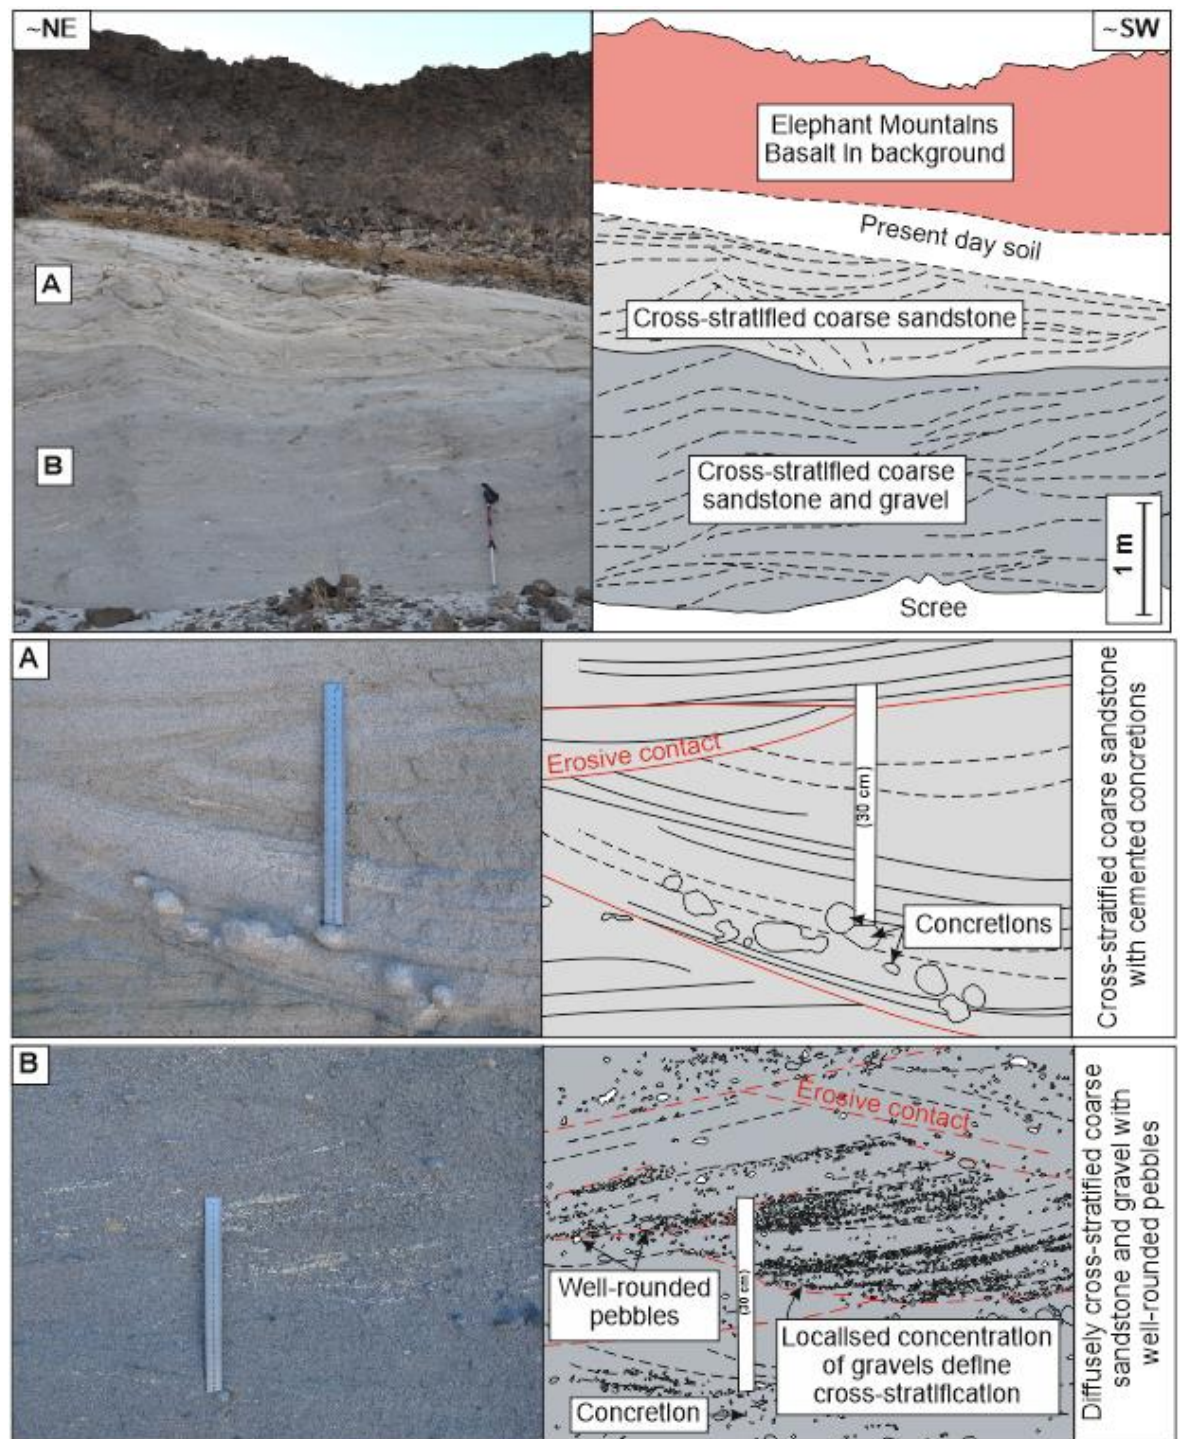 ~NE
~SW
Elephant Mountains
Basalt in background
Present day soil
A
Cross-stratified coarse sandstone
B
Cross-stratified coarse
sandstone and gravel
1 m
Scree
A
Erosive contact
(30 cm)
Concretions
Cross-stratified coarse sandstone
with cemented concretions
B
Erosive contact
Well-rounded
pebbles
(30 cm)
Localised concentration
of gravels define
cross-stratification
Concretion
Diffusely cross-stratified coarse
sandstone and gravel with
well-rounded pebbles